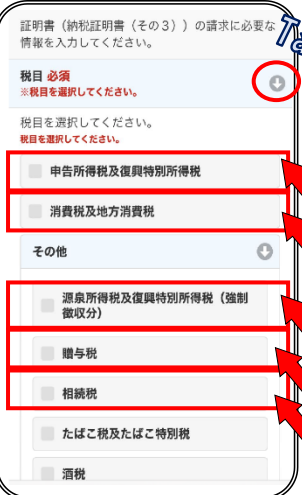 証明書（納税証明書（その３））の請求に必要な
情報を入力してください。
税目 必須
※税目を選択してください。
税目を選択してください。
税目を選択してください。
申告所得税及復興特別所得税
消費税及地方消費税
その他
源泉所得税及復興特別所得税（強制
徴収分）
贈与税
相続税
たばこ税及たばこ特別税
酒税